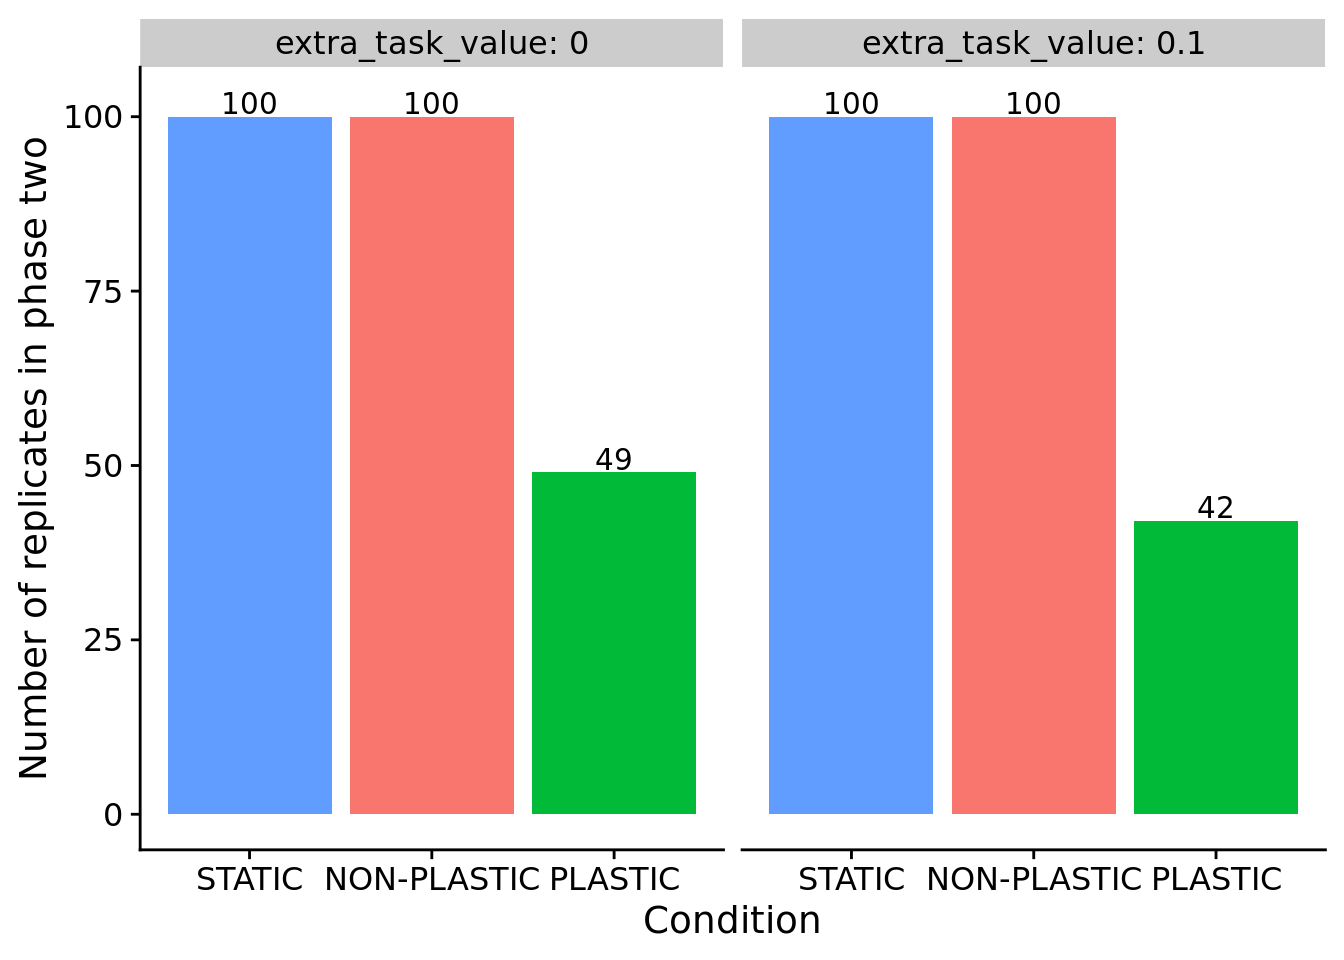 extra_task_value: 0
extra_task_value: 0.1
Number of replicates in phase two
100
75
50
25
0
100
100
49
100
100
42
STATIC NON-PLASTIC PLASTIC
STATIC NON-PLASTIC PLASTIC
Condition